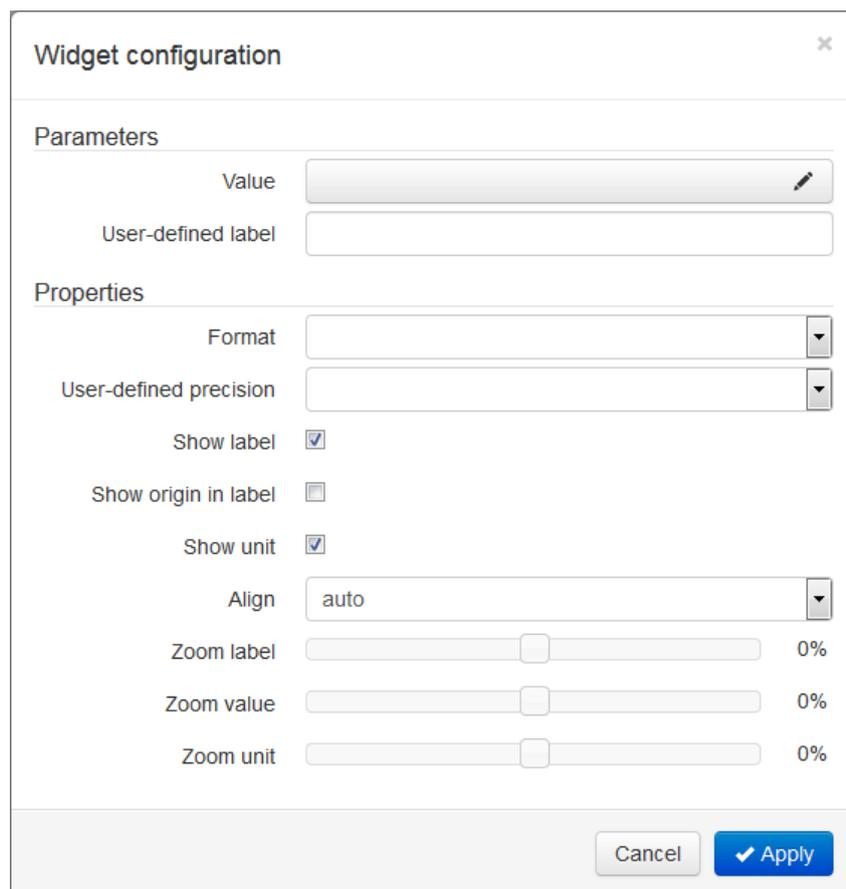 Widget configuration
Parameters
Value
User-defined label
Properties
Format
User-defined precision
Show label
Show origin in label
Show unit
Align auto
Zoom label 0%
Zoom value 0%
Zoom unit 0%
Cancel Apply